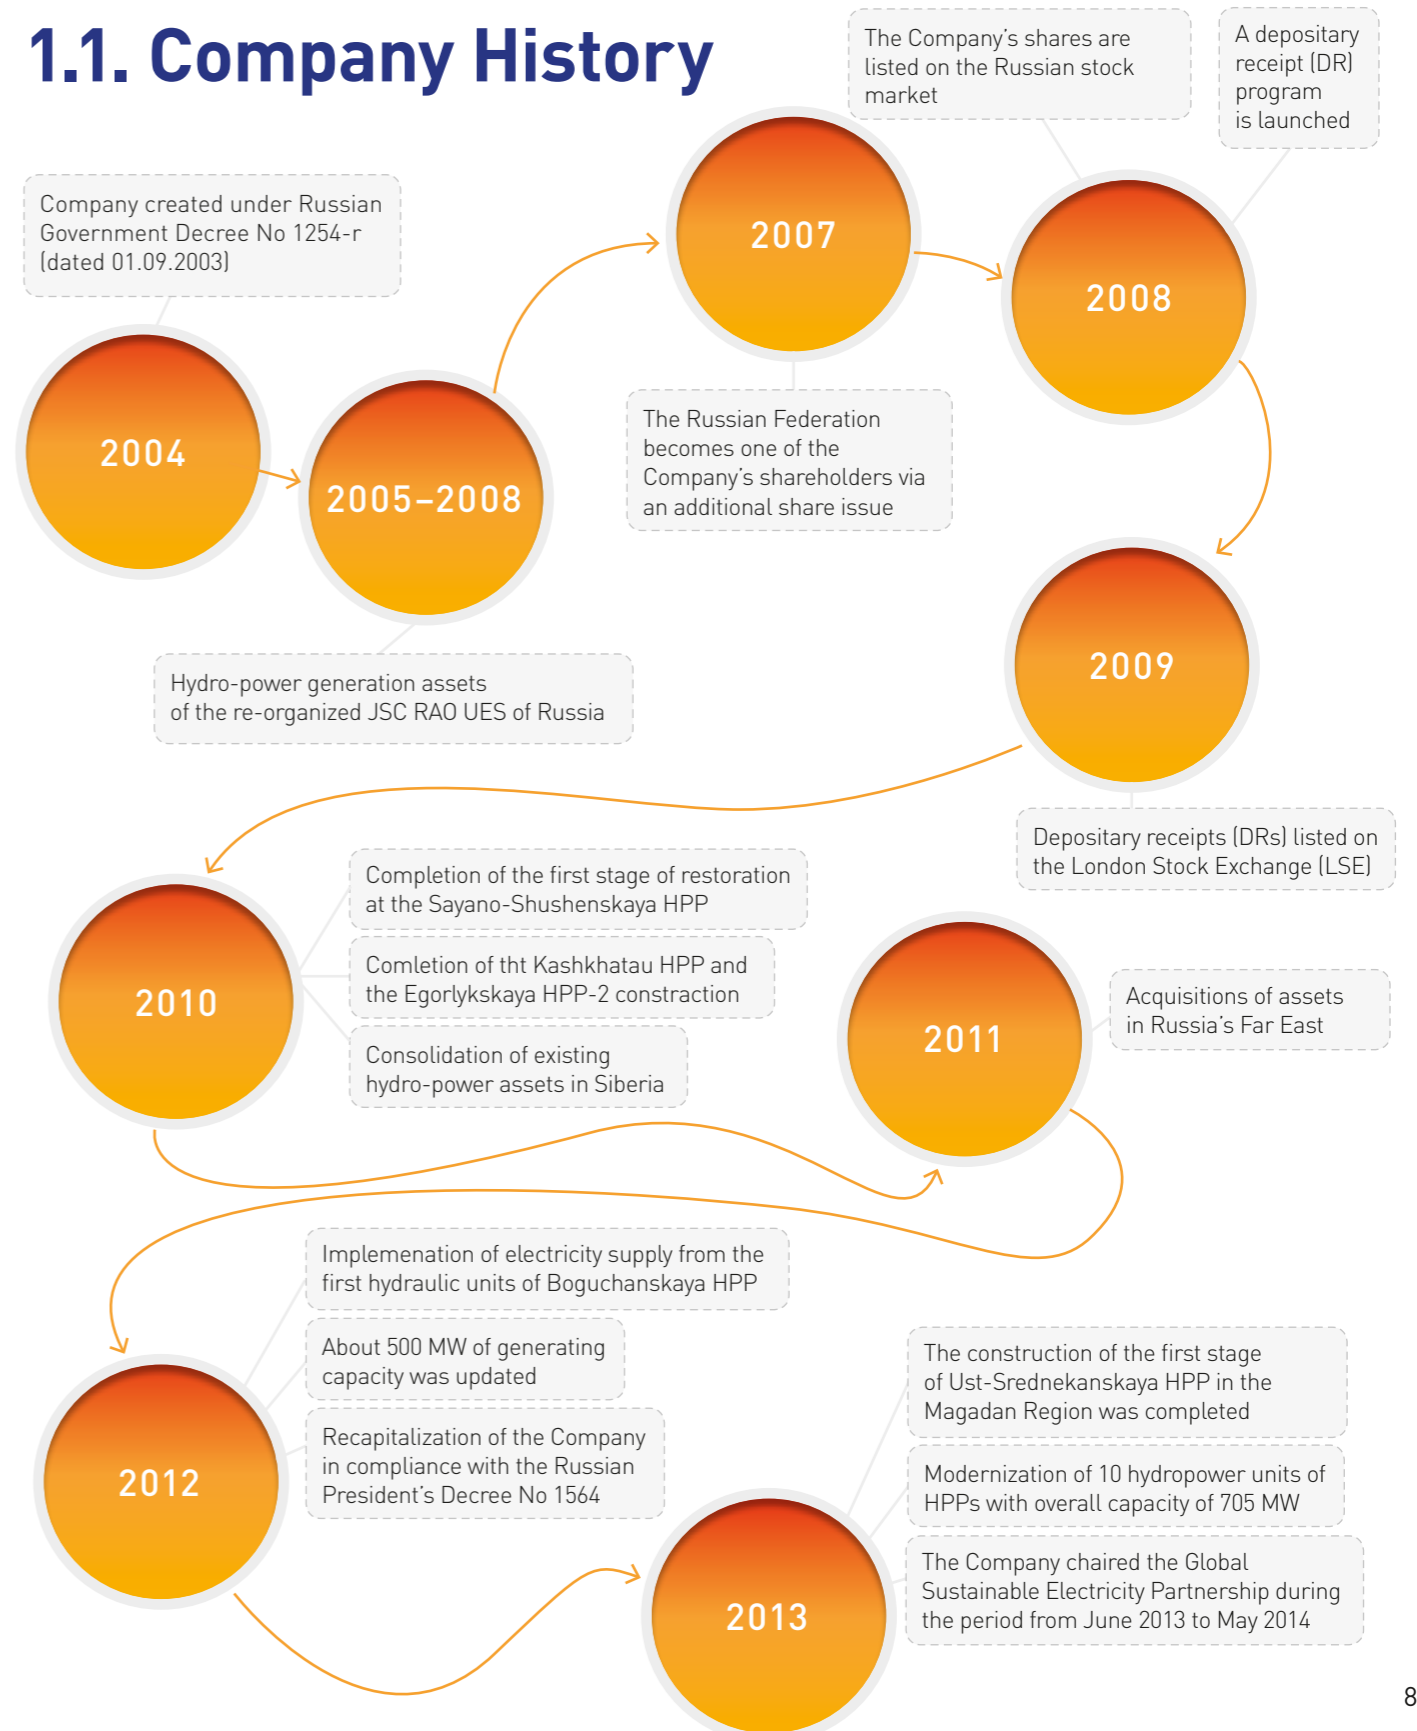 1.1. Company History
Company created under Russian
Government Decree No 1254-r
(dated 01.09.2003)
2004
2005–2008
Hydro-power generation assets
of the re-organized JSC RAO UES of Russia
2007
The Russian Federation
becomes one of the
Company's shareholders via
an additional share issue
The Company's shares are
listed on the Russian stock
market
A depositary
receipt (DR)
program
is launched
2008
2009
Depositary receipts (DRs) listed on
the London Stock Exchange (LSE)
2010
Completion of the first stage of restoration
at the Sayano-Shushenskaya HPP
Comletion of tht Kashkhatau HPP and
the Egorlykskaya HPP-2 constraction
Consolidation of existing
hydro-power assets in Siberia
2011
Acquisitions of assets
in Russia's Far East
2012
Implemenation of electricity supply from the
first hydraulic units of Boguchanskaya HPP
About 500 MW of generating
capacity was updated
Recapitalization of the Company
in compliance with the Russian
President's Decree No 1564
2013
The construction of the first stage
of Ust-Srednekanskaya HPP in the
Magadan Region was completed
Modernization of 10 hydropower units of
HPPs with overall capacity of 705 MW
The Company chaired the Global
Sustainable Electricity Partnership during
the period from June 2013 to May 2014
8